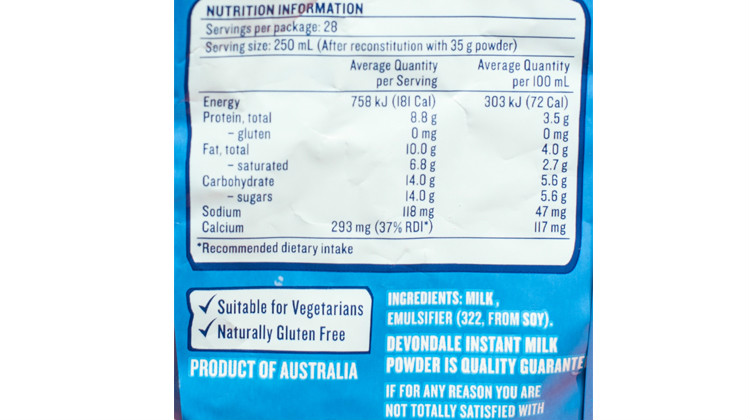 NUTRITION INFORMATION
Servings per package: 28
Serving size: 250 mL (After reconstitution with 35 g powder)
Average Quantity per Serving Average Quantity per 100 mL
Energy 758 kJ (181 Cal) 303 kJ (72 Cal)
Protein, total 8.8 g 3.5 g
– gluten 0 mg 0 mg
Fat, total 10.0 g 4.0 g
– saturated 6.8 g 2.7 g
Carbohydrate 14.0 g 5.6 g
– sugars 14.0 g 5.6 g
Sodium 118 mg 47 mg
Calcium 293 mg (37% RDI*) 117 mg
*Recommended dietary intake
✓ Suitable for Vegetarians
✓ Naturally Gluten Free
PRODUCT OF AUSTRALIA
INGREDIENTS: MILK,
EMULSIFIER (322, FROM SOY).
DEVONDALE INSTANT MILK
POWDER IS QUALITY GUARANTE
IF FOR ANY REASON YOU ARE
NOT TOTALLY SATISFIED WITH